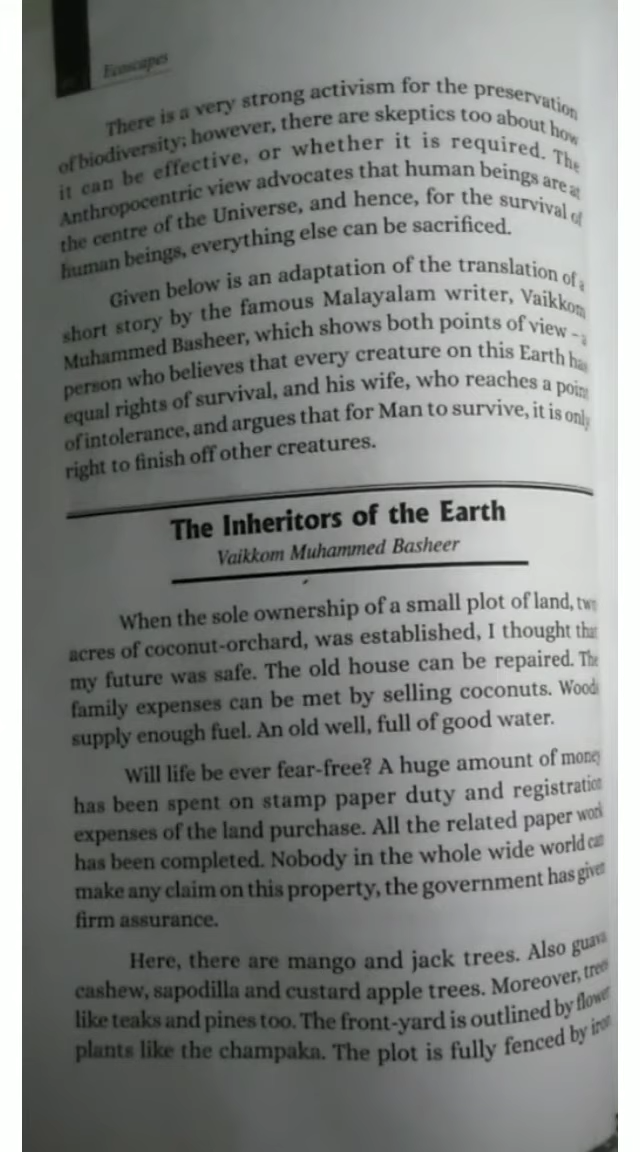 Ecoscapes
There is a very strong activism for the preservation
of biodiversity; however, there are skeptics too about how
it can be effective, or whether it is required. The
Anthropocentric view advocates that human beings are at
the centre of the Universe, and hence, for the survival of
human beings, everything else can be sacrificed.
Given below is an adaptation of the translation of a
short story by the famous Malayalam writer, Vaikkom
Muhammed Basheer, which shows both points of view – a
person who believes that every creature on this Earth has
equal rights of survival, and his wife, who reaches a point
of intolerance, and argues that for Man to survive, it is only
right to finish off other creatures.
The Inheritors of the Earth
Vaikkom Muhammed Basheer
When the sole ownership of a small plot of land, two
acres of coconut-orchard, was established, I thought that
my future was safe. The old house can be repaired. The
family expenses can be met by selling coconuts. Woods
supply enough fuel. An old well, full of good water.
Will life be ever fear-free? A huge amount of money
has been spent on stamp paper duty and registration
expenses of the land purchase. All the related paper work
has been completed. Nobody in the whole wide world can
make any claim on this property, the government has given
firm assurance.
Here, there are mango and jack trees. Also guava,
cashew, sapodilla and custard apple trees. Moreover, trees
like teaks and pines too. The front-yard is outlined by flower
plants like the champaka. The plot is fully fenced by iron